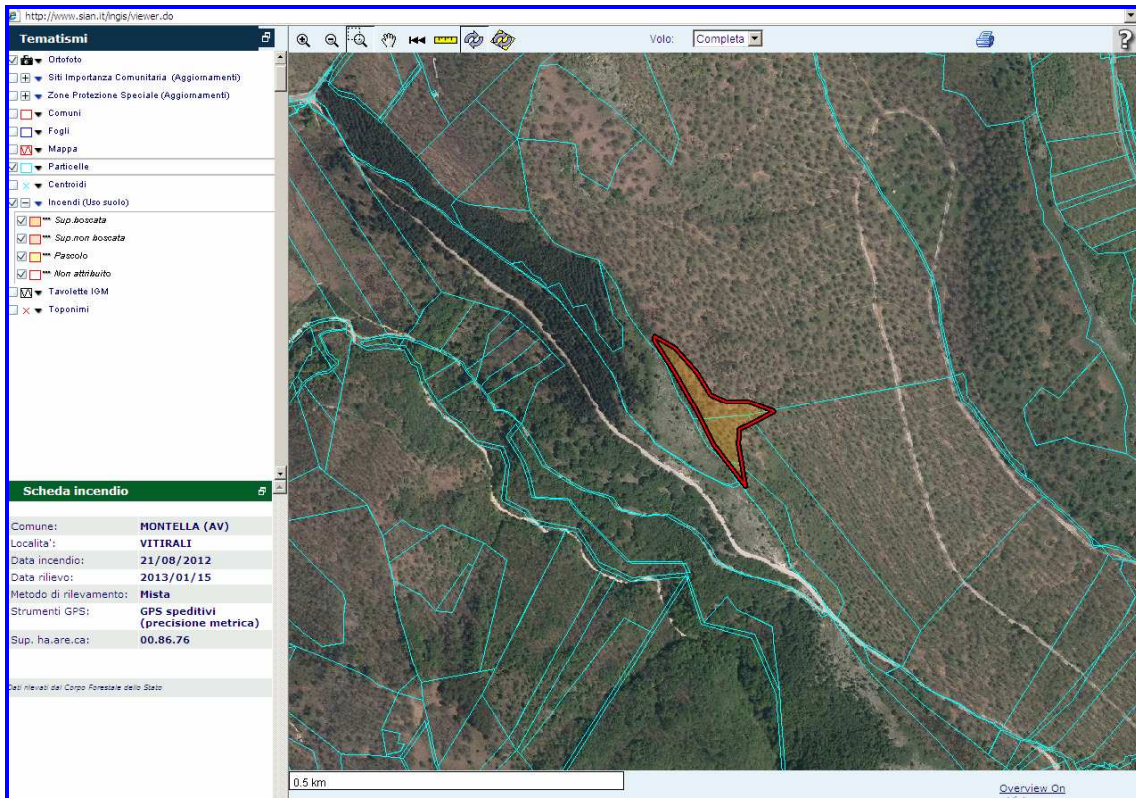 http://www.sian.it/ingis/viewer.do
Tematismi
Volo: Completa
?
Ortofoto
Siti Importanza Comunitaria (Aggiornamenti)
Zone Protezione Speciale (Aggiornamenti)
Comuni
Fogli
Mappa
Particelle
Centroidi
Incendi (Uso suolo)
*** Sup.boscata
*** Sup.non boscata
*** Pascolo
*** Non attribuito
Tavolette IGM
Toponimi
Scheda incendio
Comune: MONTELLA (AV)
Localita': VITIRALI
Data incendio: 21/08/2012
Data rilievo: 2013/01/15
Metodo di rilevamento: Mista
Strumenti GPS: GPS speditivi
(precisione metrica)
Sup. ha.are.ca: 00.86.76
Dati rilevati dal Corpo Forestale dello Stato
0.5 km
Overview On